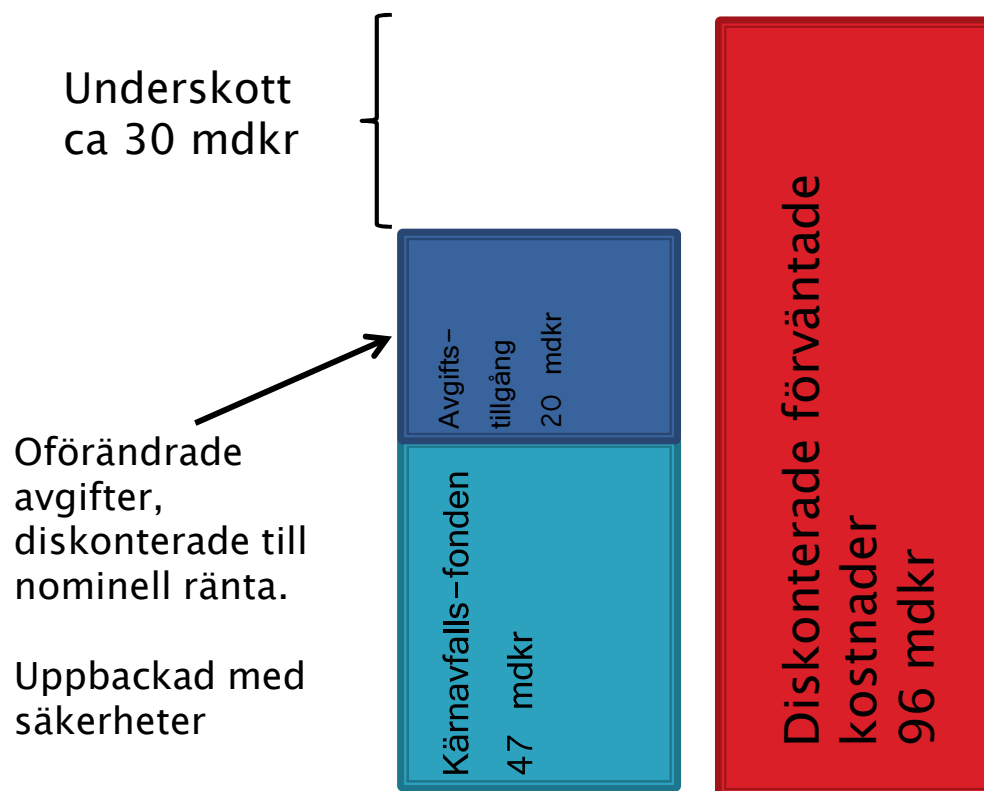 Underskott
ca 30 mdkr
Oförändrade
avgifter,
diskonterade till
nominell ränta.
Uppbackad med
säkerheter
Avgifts-
tillgång
20 mdkr
Kärnavfalls-fonden
47 mdkr
Diskonterade förväntade
kostnader
96 mdkr